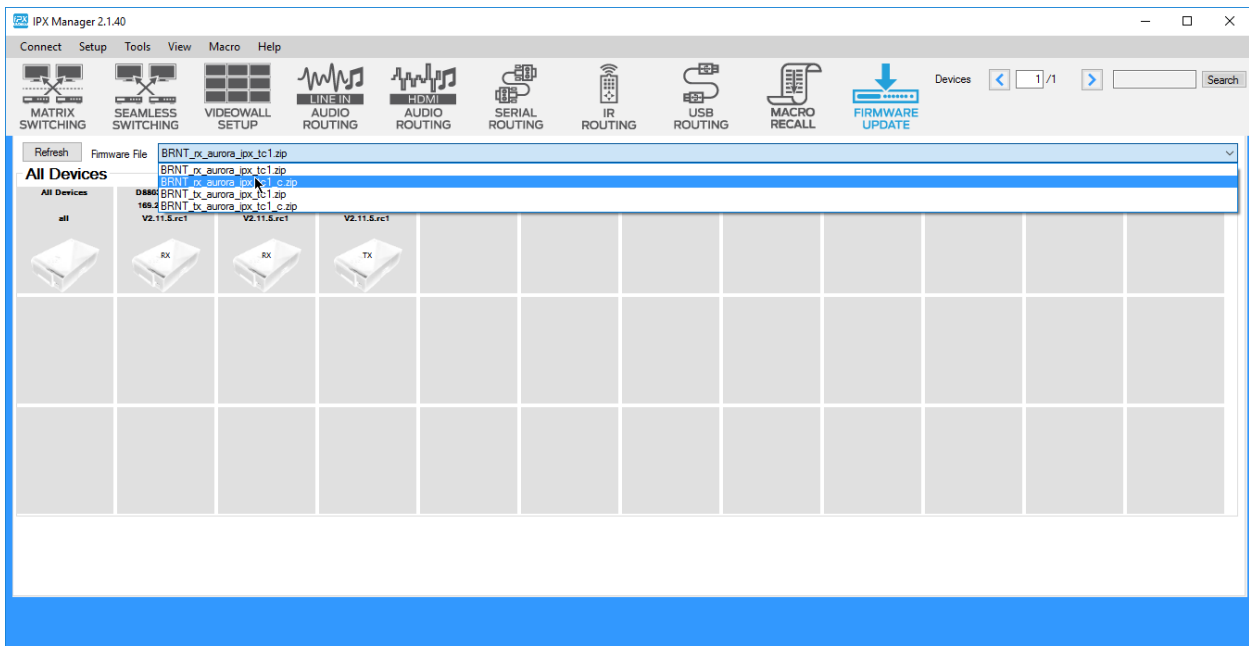 IPX Manager 2.1.40
Connect Setup Tools View Macro Help
MATRIX SWITCHING
SEAMLESS SWITCHING
VIDEOWALL SETUP
LINE IN AUDIO ROUTING
HDMI AUDIO ROUTING
SERIAL ROUTING
IR ROUTING
USB ROUTING
MACRO RECALL
FIRMWARE UPDATE
Devices < 1 /1 > Search
Refresh Firmware File BRNT_rx_aurora_ipx_tc1.zip
BRNT_rx_aurora_ipx_tc1.zip
BRNT_rx_aurora_ipx_tc1_c.zip
BRNT_tx_aurora_ipx_tc1.zip
BRNT_tx_aurora_ipx_tc1_c.zip
All Devices
All Devices
all V2.11.5.rc1 V2.11.5.rc1 V2.11.5.rc1
RX RX TX